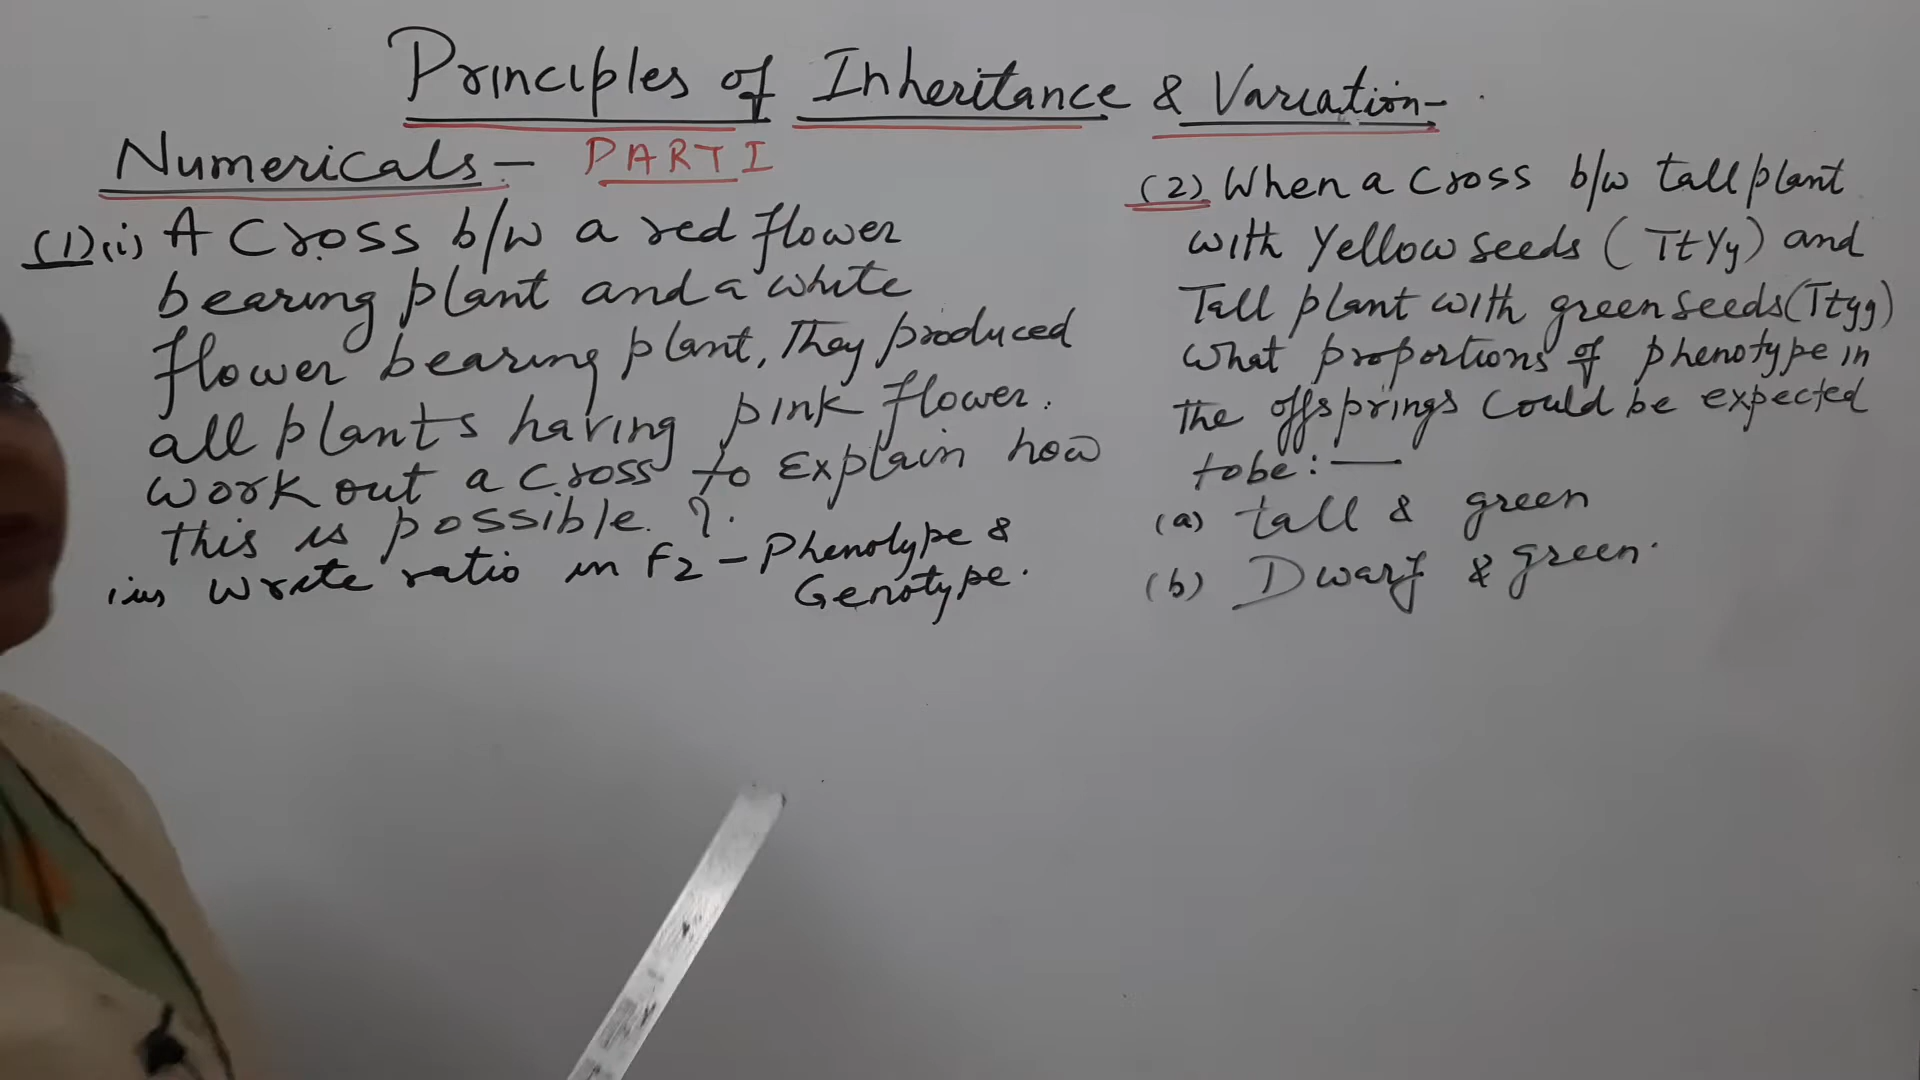 Principles of Inheritance & Variation-
Numericals - PART I
(1) (i) A Cross b/w a red flower
bearing plant and a white
flower bearing plant, They produced
all plants having pink flower.
work out a cross to explain how
this is possible ?
(ii) Write ratio in F2 - Phenotype &
Genotype.
(2) When a Cross b/w tall plant
with Yellow seeds (TtYy) and
Tall plant with green seeds (Ttyy)
what proportions of phenotype in
the offsprings could be expected
to be : —
(a) tall & green
(b) Dwarf & green.